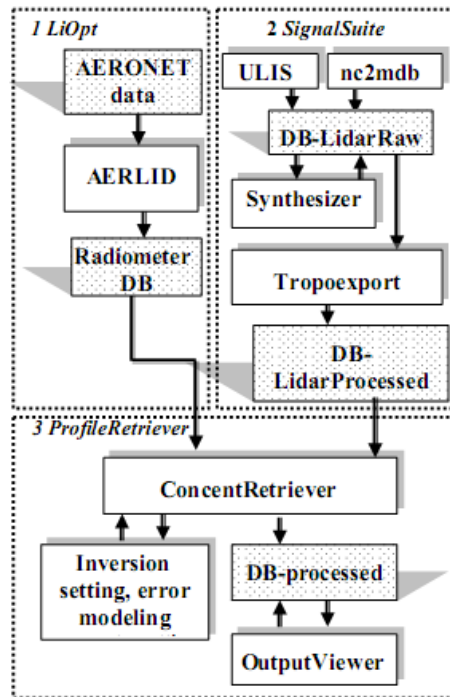 1 LiOpt
AERONET
data
AERLID
Radiometer
DB
2 SignalSuite
ULIS
nc2mdb
DB-LidarRaw
Synthesizer
Tropoexport
DB-
LidarProcessed
3 ProfileRetriever
ConcentRetriever
Inversion
setting, error
modeling
DB-processed
OutputViewer